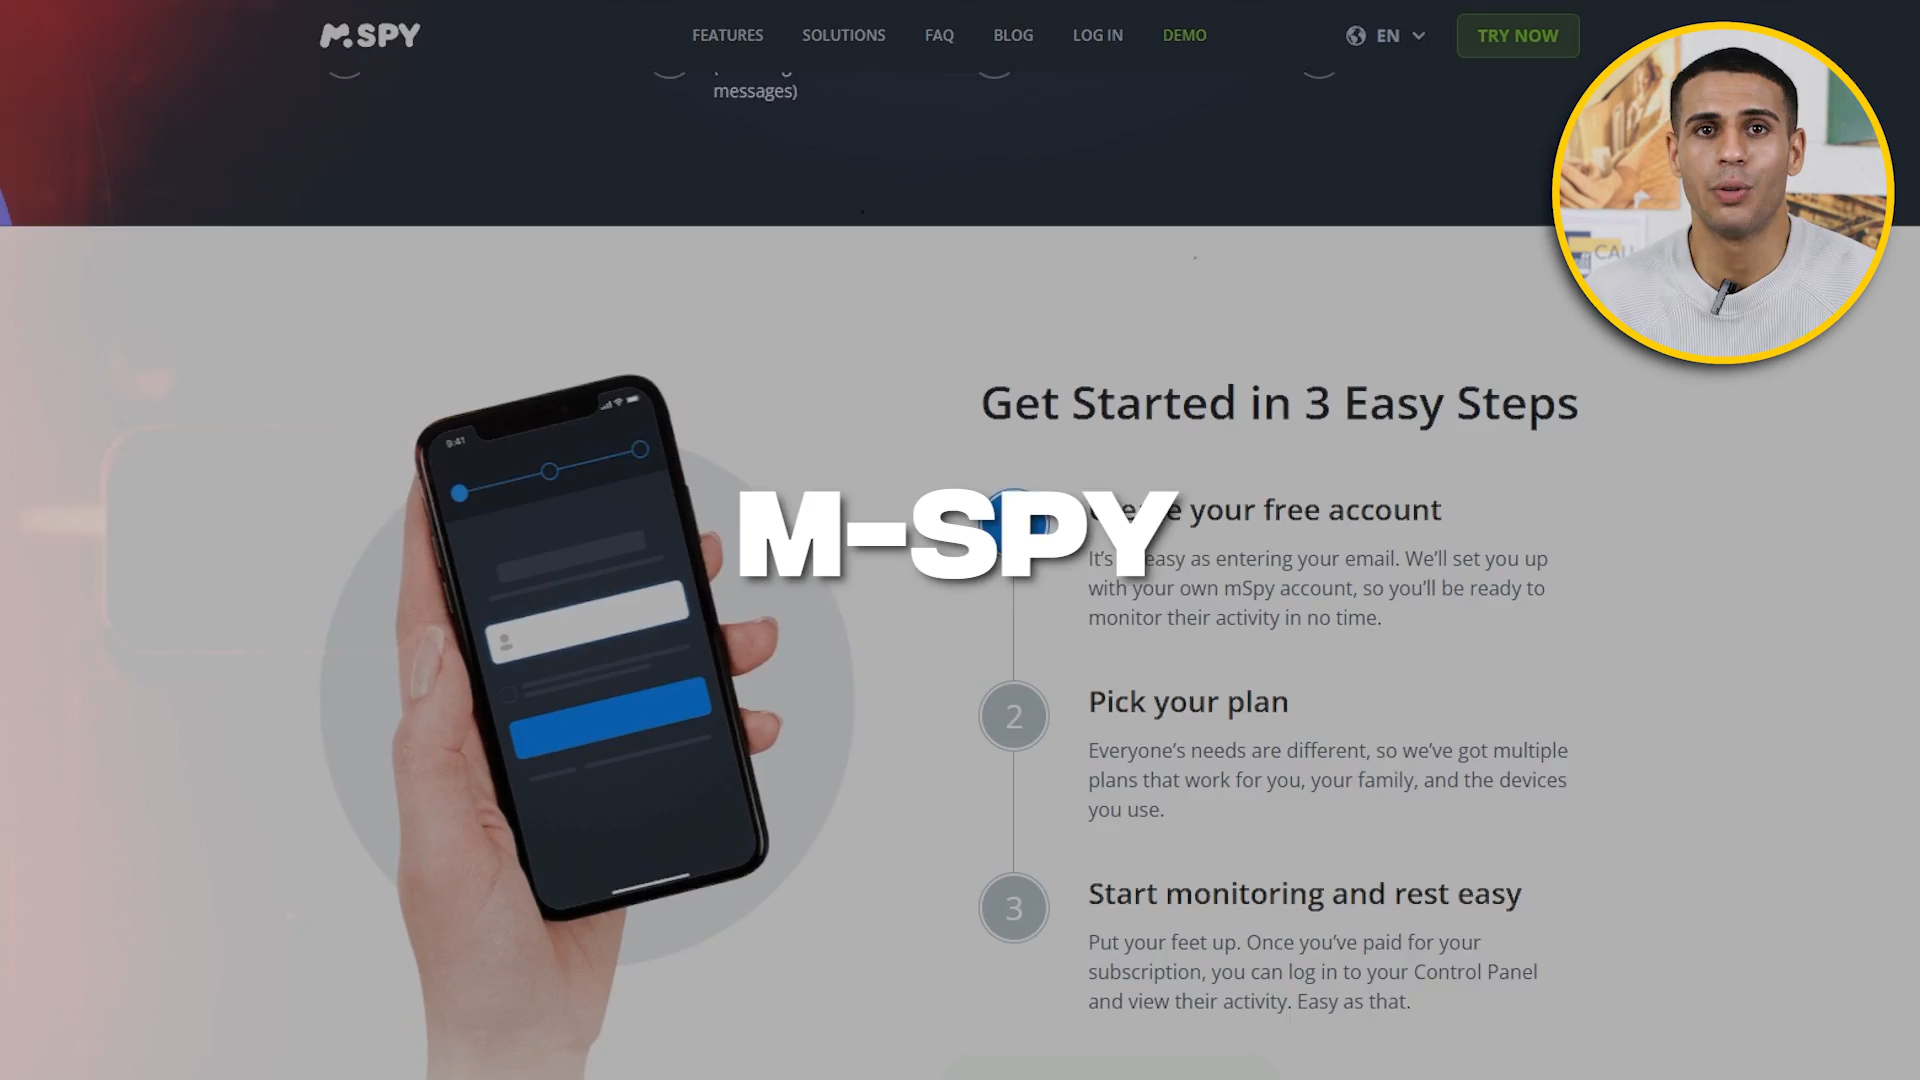 M.SPY
FEATURES
SOLUTIONS
FAQ
BLOG
LOG IN
DEMO
EN
TRY NOW
messages)
CALL
9:41
Get Started in 3 Easy Steps
M-SPY
your free account
It's easy as entering your email. We'll set you up
with your own mSpy account, so you'll be ready to
monitor their activity in no time.
2
Pick your plan
Everyone's needs are different, so we've got multiple
plans that work for you, your family, and the devices
you use.
3
Start monitoring and rest easy
Put your feet up. Once you've paid for your
subscription, you can log in to your Control Panel
and view their activity. Easy as that.